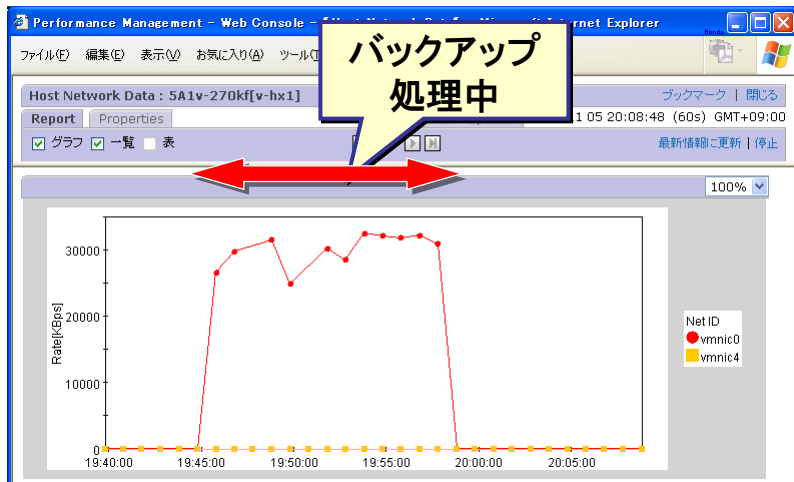 Performance Management - Web Console -
Internet Explorer
ファイル(F) 編集(E) 表示(V) お気に入り(A)
バックアップ
処理中
Host Network Data : 5A1v-270kf[v-hx1]
ブックマーク | 閉じる
Report Properties
1 05 20:08:48 (60s) GMT+09:00
グラフ 一覧 表
最新情報に更新 | 停止
100%
Rate[KBps]
30000
20000
10000
0
19:40:00 19:45:00 19:50:00 19:55:00 20:00:00 20:05:00
Net ID
vmnic0
vmnic4